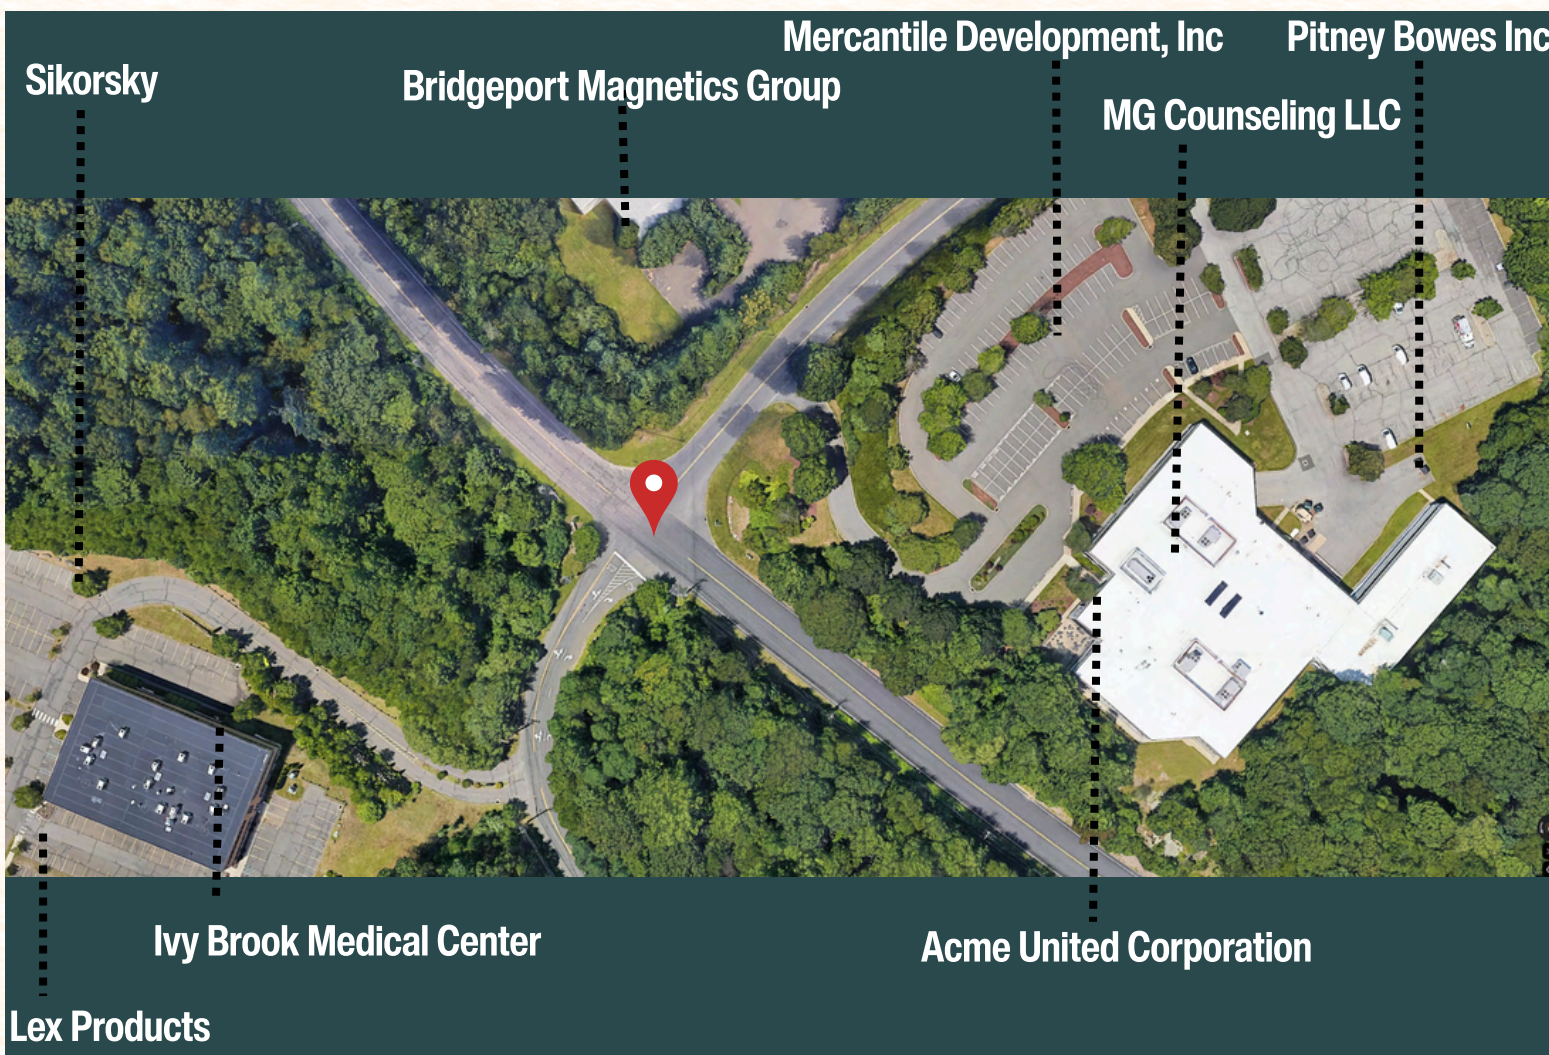 Mercantile Development, Inc
Pitney Bowes Inc
Sikorsky
Bridgeport Magnetics Group
MG Counseling LLC
Ivy Brook Medical Center
Acme United Corporation
Lex Products